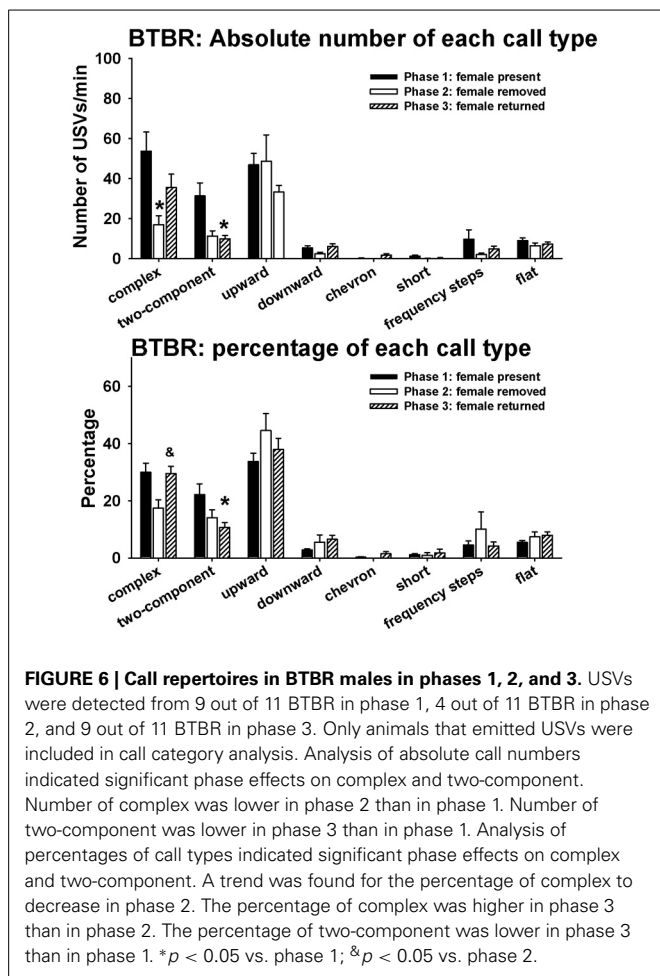 BTBR: Absolute number of each call type
Phase 1: female present
Phase 2: female removed
Phase 3: female returned
Number of USVs/min
100
80
60
40
20
0
*
*
complex
two-component
upward
downward
chevron
short
frequency steps
flat
BTBR: percentage of each call type
Phase 1: female present
Phase 2: female removed
Phase 3: female returned
Percentage
60
40
20
0
&
*
complex
two-component
upward
downward
chevron
short
frequency steps
flat
FIGURE 6 | Call repertoires in BTBR males in phases 1, 2, and 3. USVs
were detected from 9 out of 11 BTBR in phase 1, 4 out of 11 BTBR in phase
2, and 9 out of 11 BTBR in phase 3. Only animals that emitted USVs were
included in call category analysis. Analysis of absolute call numbers
indicated significant phase effects on complex and two-component.
Number of complex was lower in phase 2 than in phase 1. Number of
two-component was lower in phase 3 than in phase 1. Analysis of
percentages of call types indicated significant phase effects on complex
and two-component. A trend was found for the percentage of complex to
decrease in phase 2. The percentage of complex was higher in phase 3
than in phase 2. The percentage of two-component was lower in phase 3
than in phase 1. *p < 0.05 vs. phase 1; &p < 0.05 vs. phase 2.